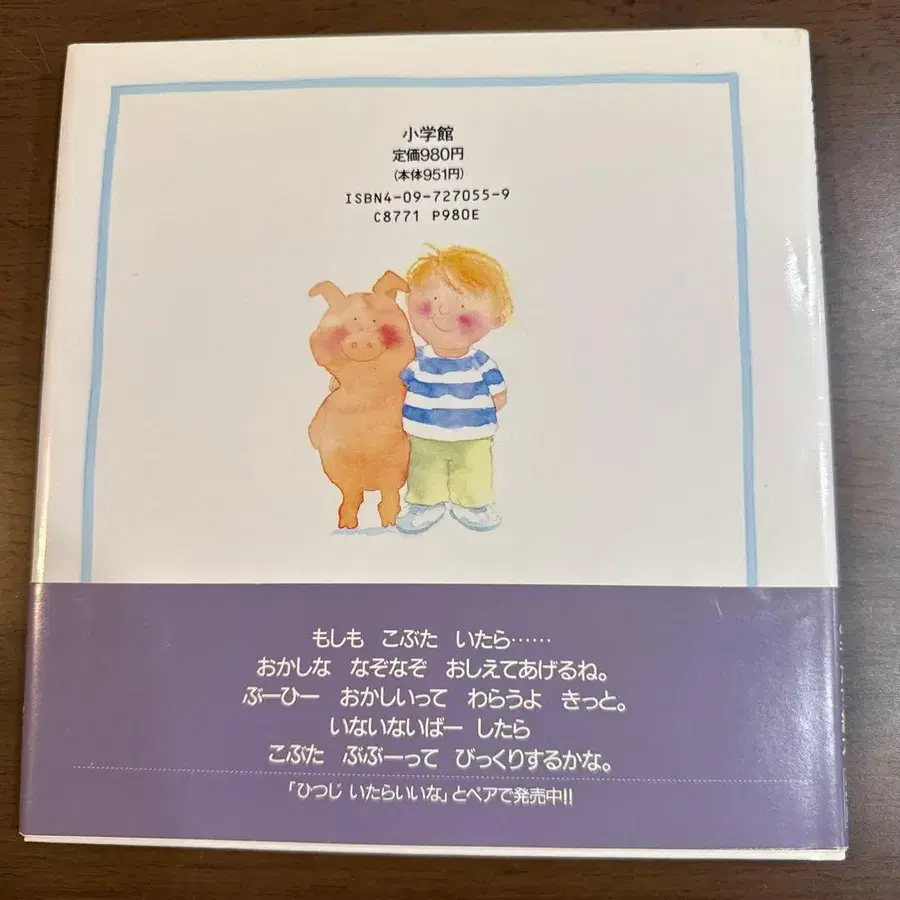 小学館
定価980円
(本体951円)
ISBN4-09-727055-9
C8771 P980E
もしも こぶた いたら……
おかしな なぞなぞ おしえてあげるね。
ぶーひー おかしいって わらうよ きっと。
いないいないばー したら
こぶた ぶぶーって びっくりするかな。
「ひつじ いたらいいな」とペアで発売中!!